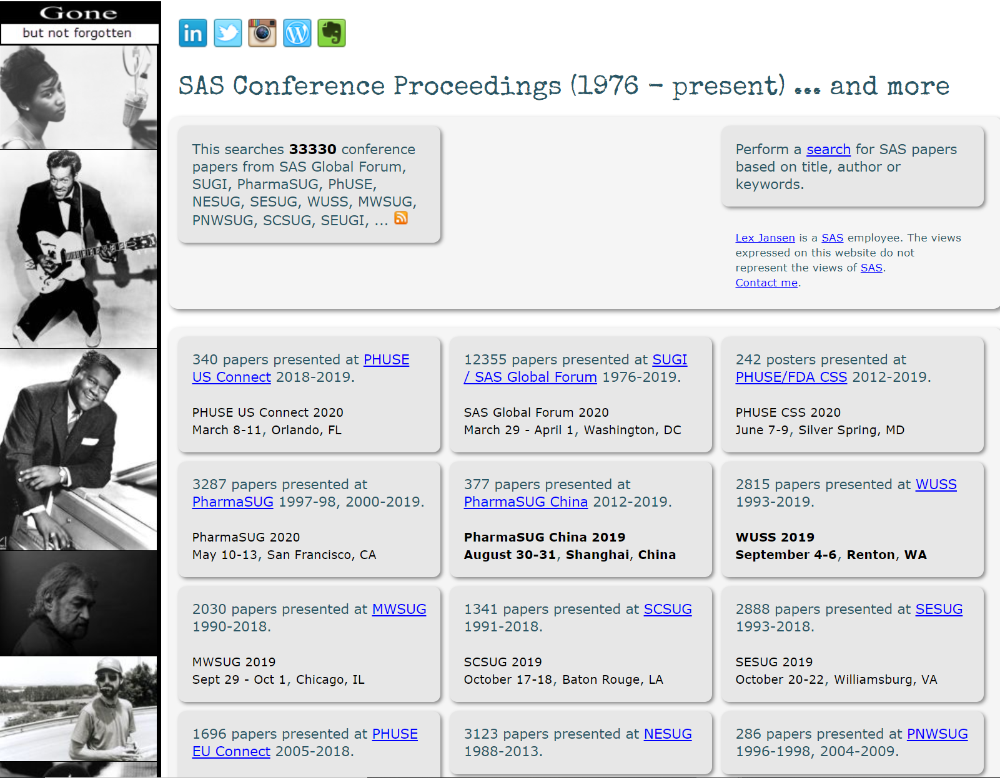 Gone
but not forgotten
in
SAS Conference Proceedings (1976 - present) ... and more
This searches 33330 conference
papers from SAS Global Forum,
SUGI, PharmaSUG, PhUSE,
NESUG, SESUG, WUSS, MWSUG,
PNWSUG, SCSUG, SEUGI, ...
Perform a search for SAS papers
based on title, author or
keywords.
Lex Jansen is a SAS employee. The views
expressed on this website do not
represent the views of SAS.
Contact me.
340 papers presented at PHUSE
US Connect 2018-2019.
PHUSE US Connect 2020
March 8-11, Orlando, FL
12355 papers presented at SUGI
/ SAS Global Forum 1976-2019.
SAS Global Forum 2020
March 29 - April 1, Washington, DC
242 posters presented at
PHUSE/FDA CSS 2012-2019.
PHUSE CSS 2020
June 7-9, Silver Spring, MD
3287 papers presented at
PharmaSUG 1997-98, 2000-2019.
PharmaSUG 2020
May 10-13, San Francisco, CA
377 papers presented at
PharmaSUG China 2012-2019.
PharmaSUG China 2019
August 30-31, Shanghai, China
2815 papers presented at WUSS
1993-2019.
WUSS 2019
September 4-6, Renton, WA
2030 papers presented at MWSUG
1990-2018.
MWSUG 2019
Sept 29 - Oct 1, Chicago, IL
1341 papers presented at SCSUG
1991-2018.
SCSUG 2019
October 17-18, Baton Rouge, LA
2888 papers presented at SESUG
1993-2018.
SESUG 2019
October 20-22, Williamsburg, VA
1696 papers presented at PHUSE
EU Connect 2005-2018.
3123 papers presented at NESUG
1988-2013.
286 papers presented at PNWSUG
1996-1998, 2004-2009.